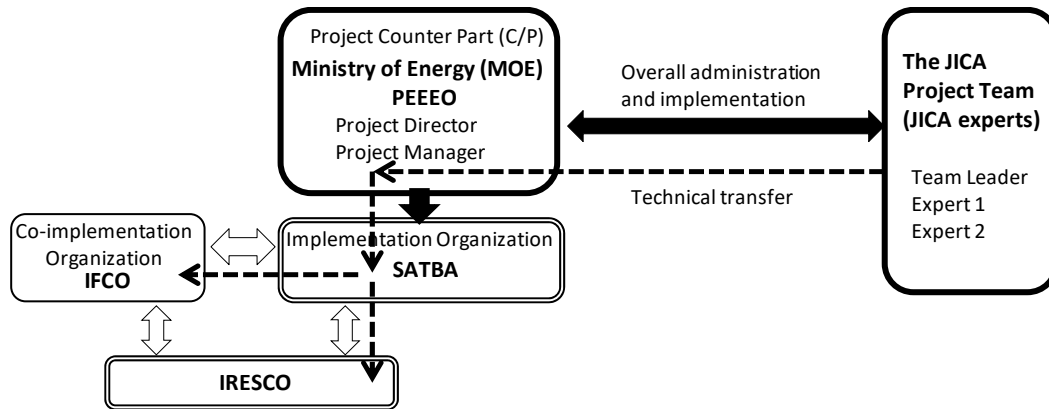 Project Counter Part (C/P)
Ministry of Energy (MOE)
PEEEO
Project Director
Project Manager
Overall administration
and implementation
The JICA
Project Team
(JICA experts)
Team Leader
Expert 1
Expert 2
Technical transfer
Co-implementation
Organization
IFCO
Implementation Organization
SATBA
IRESCO